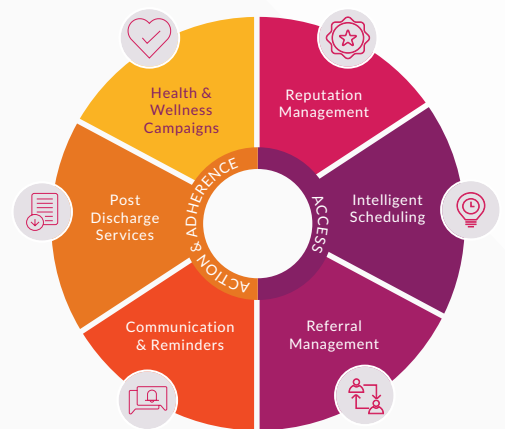 Health &
Wellness
Campaigns
Reputation
Management
Post
Discharge
Services
ACTION & ADHERENCE
ACCESS
Intelligent
Scheduling
Communication
& Reminders
Referral
Management